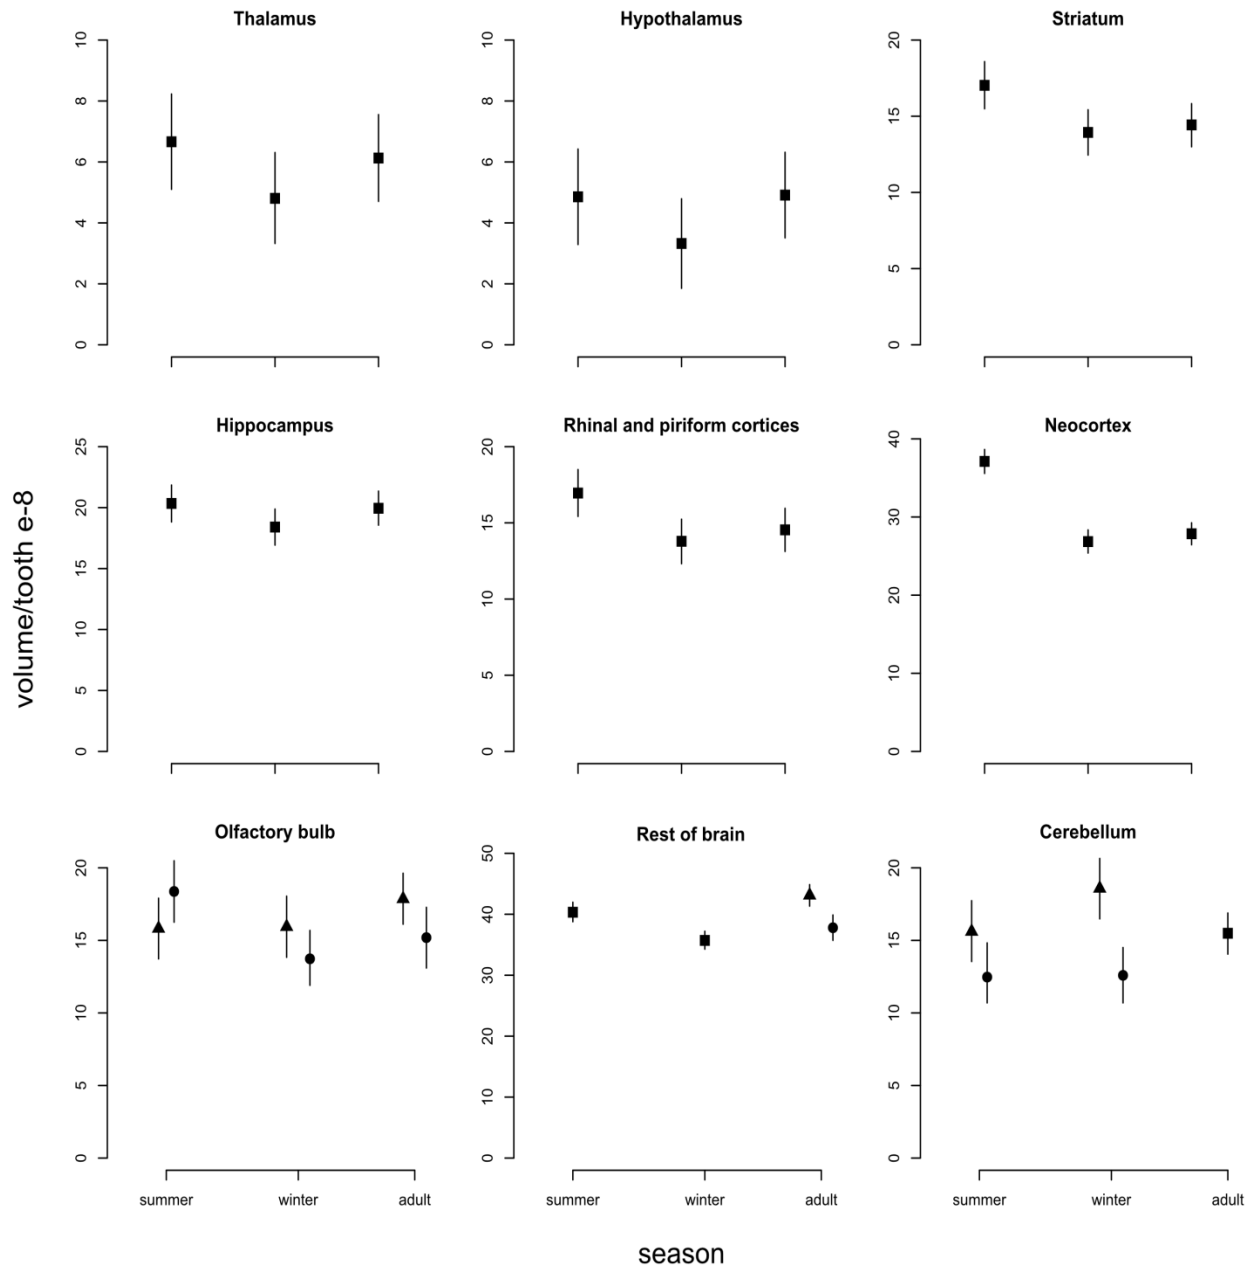 Thalamus
Hypothalamus
Striatum
0 2 4 6 8 10
0 2 4 6 8 10
0 5 10 15 20
Hippocampus
Rhinal and piriform cortices
Neocortex
0 5 10 15 20 25
0 5 10 15 20
0 10 20 30 40
volume/tooth e-8
Olfactory bulb
Rest of brain
Cerebellum
0 5 10 15 20
0 10 20 30 40 50
0 5 10 15 20
summer winter adult
summer winter adult
summer winter adult
season